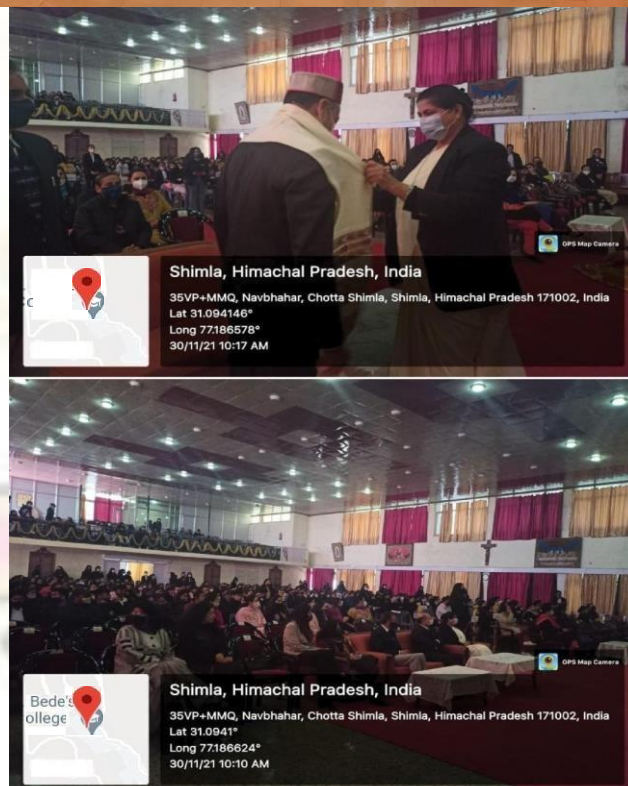 GPS Map Camera
Shimla, Himachal Pradesh, India
35VP+MMQ, Navbhahar, Chotta Shimla, Shimla, Himachal Pradesh 171002, India
Lat 31.094146°
Long 77.186578°
30/11/21 10:17 AM
GPS Map Camera
Bede's
ollege
Shimla, Himachal Pradesh, India
35VP+MMQ, Navbhahar, Chotta Shimla, Shimla, Himachal Pradesh 171002, India
Lat 31.0941°
Long 77.186624°
30/11/21 10:10 AM